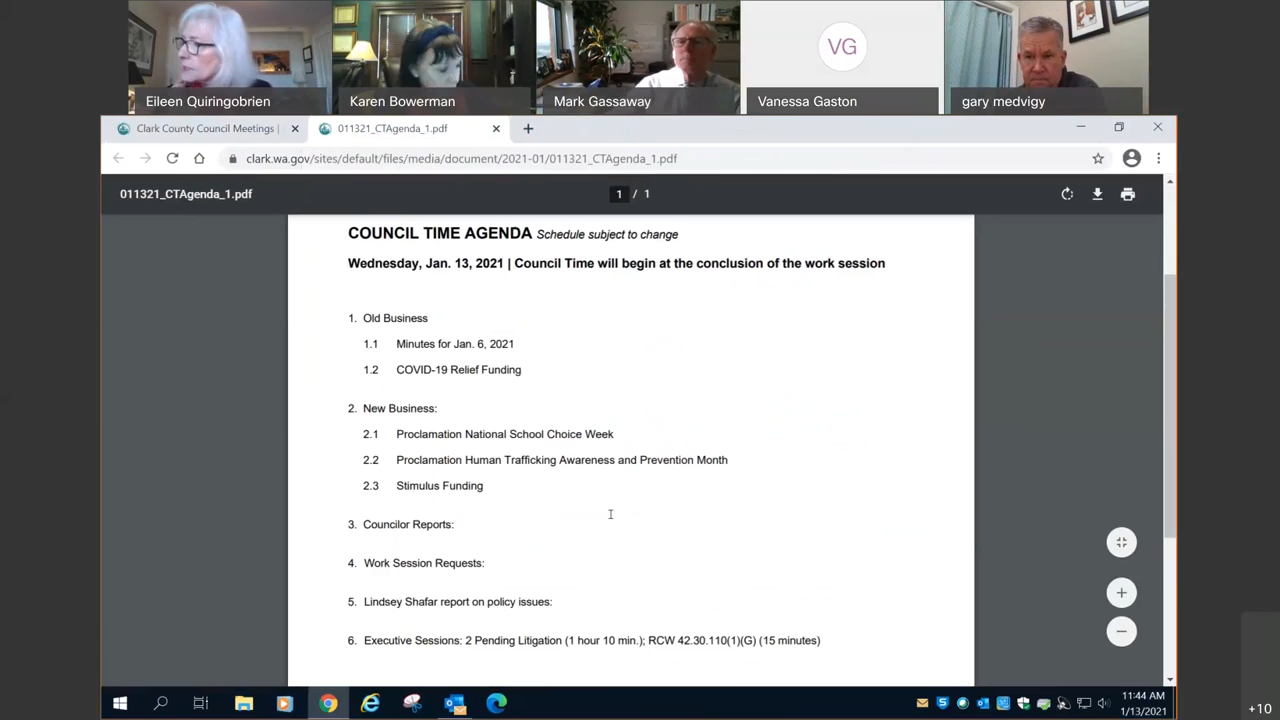 VG
Eileen Quiringobrien
Karen Bowerman
Mark Gassaway
Vanessa Gaston
gary medvigy
Clark County Council Meetings |
011321_CTAgenda_1.pdf
clark.wa.gov/sites/default/files/media/document/2021-01/011321_CTAgenda_1.pdf
011321_CTAgenda_1.pdf
1 / 1
COUNCIL TIME AGENDA Schedule subject to change
Wednesday, Jan. 13, 2021 | Council Time will begin at the conclusion of the work session
1. Old Business
1.1 Minutes for Jan. 6, 2021
1.2 COVID-19 Relief Funding
2. New Business:
2.1 Proclamation National School Choice Week
2.2 Proclamation Human Trafficking Awareness and Prevention Month
2.3 Stimulus Funding
3. Councilor Reports:
4. Work Session Requests:
5. Lindsey Shafar report on policy issues:
6. Executive Sessions: 2 Pending Litigation (1 hour 10 min.); RCW 42.30.110(1)(G) (15 minutes)
11:44 AM
1/13/2021
+10